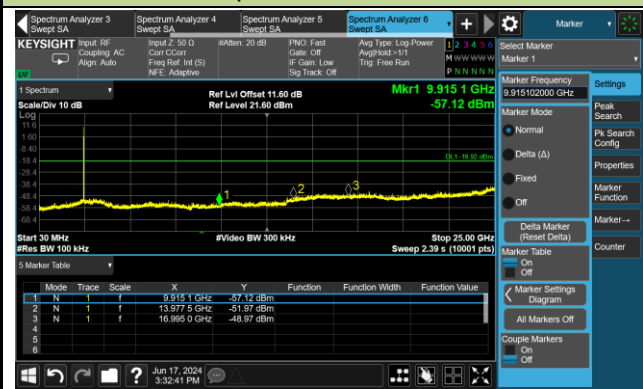 Spectrum Analyzer 3
Swept SA
Spectrum Analyzer 4
Swept SA
Spectrum Analyzer 5
Swept SA
Spectrum Analyzer 6
Swept SA
Marker
KEYSIGHT
Input: RF
Coupling: AC
Align: Auto
Input Z: 50 Ω
Corr CCorr
Freq Ref: Int (S)
NFE: Adaptive
#Atten: 20 dB
PNO: Fast
Gate: Off
IF Gain: Low
Sig Track: Off
Avg Type: Log-Power
Avg|Hold:>1/1
Trig: Free Run
1 2 3 4 5 6
M W W W W W
P N N N N N
Select Marker
Marker 1
1 Spectrum
Scale/Div 10 dB
Ref Lvl Offset 11.60 dB
Ref Level 21.60 dBm
Mkr1 9.915 1 GHz
-57.12 dBm
Log
11.6
1.60
-8.40
-18.4
-28.4
-38.4
-48.4
-58.4
-68.4
DL1 -18.92 dBm
1
2
3
Start 30 MHz
#Res BW 100 kHz
#Video BW 300 kHz
Stop 25.00 GHz
Sweep 2.39 s (10001 pts)
5 Marker Table
Mode Trace Scale X Y Function Function Width Function Value
1 N 1 f 9.915 1 GHz -57.12 dBm
2 N 1 f 13.977 5 GHz -51.97 dBm
3 N 1 f 16.995 0 GHz -48.97 dBm
4
5
6
Marker Frequency
9.915102000 GHz
Marker Mode
Normal
Delta (Δ)
Fixed
Off
Delta Marker
(Reset Delta)
Marker Table
On
Off
Marker Settings
Diagram
All Markers Off
Couple Markers
On
Off
Settings
Peak
Search
Pk Search
Config
Properties
Marker
Function
Marker→
Counter
?
Jun 17, 2024
3:32:41 PM